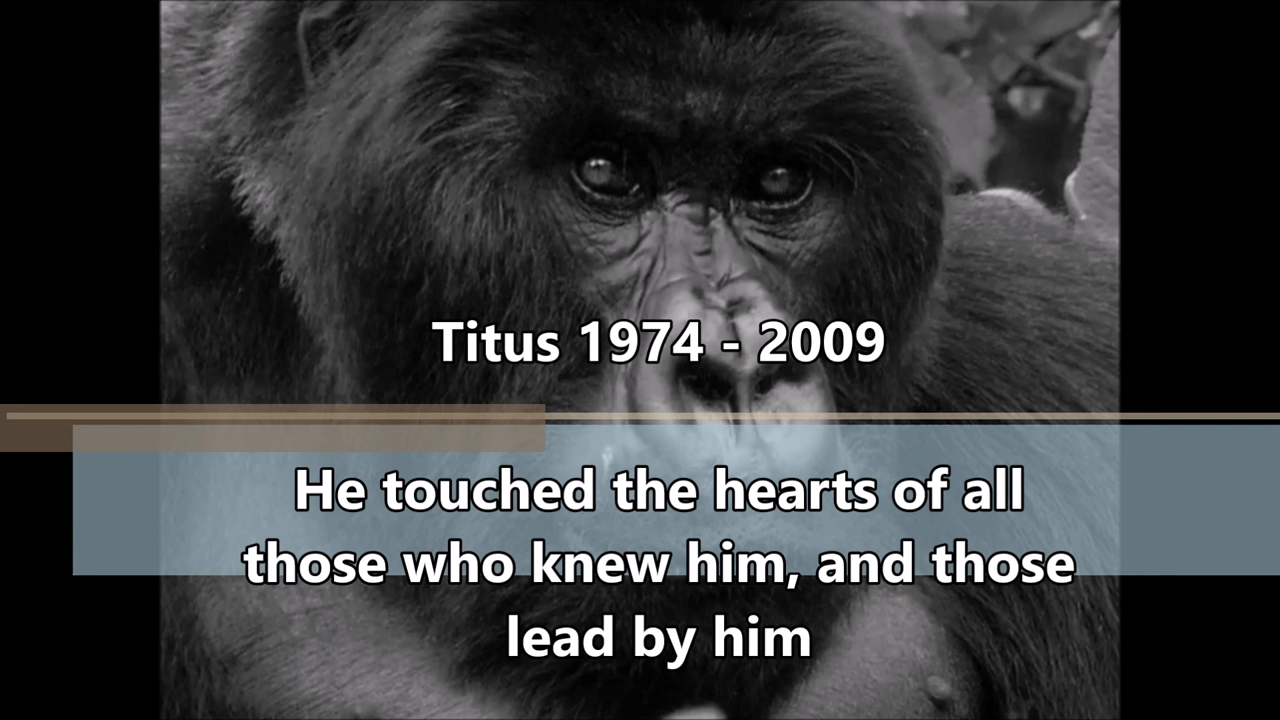 Titus 1974 - 2009
He touched the hearts of all
those who knew him, and those
lead by him